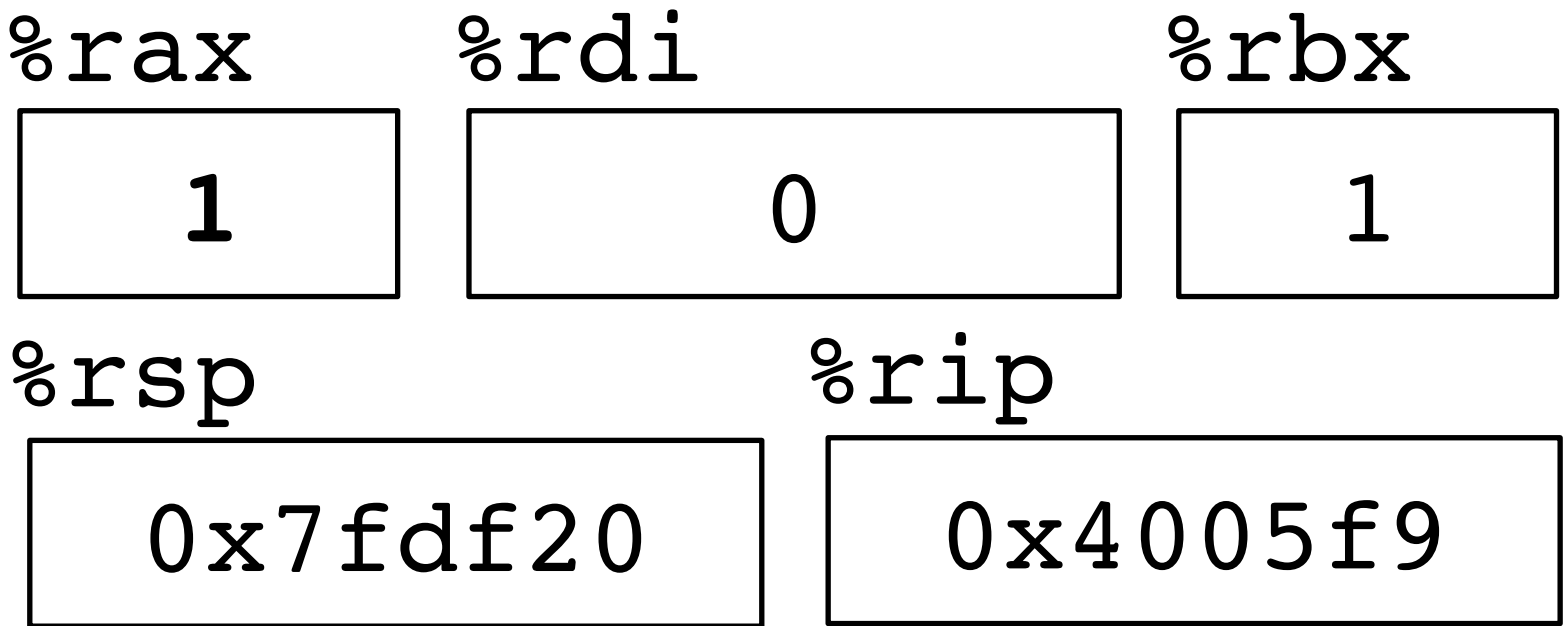 %rax %rdi %rbx
1 0 1
%rsp %rip
0x7fdf20 0x4005f9